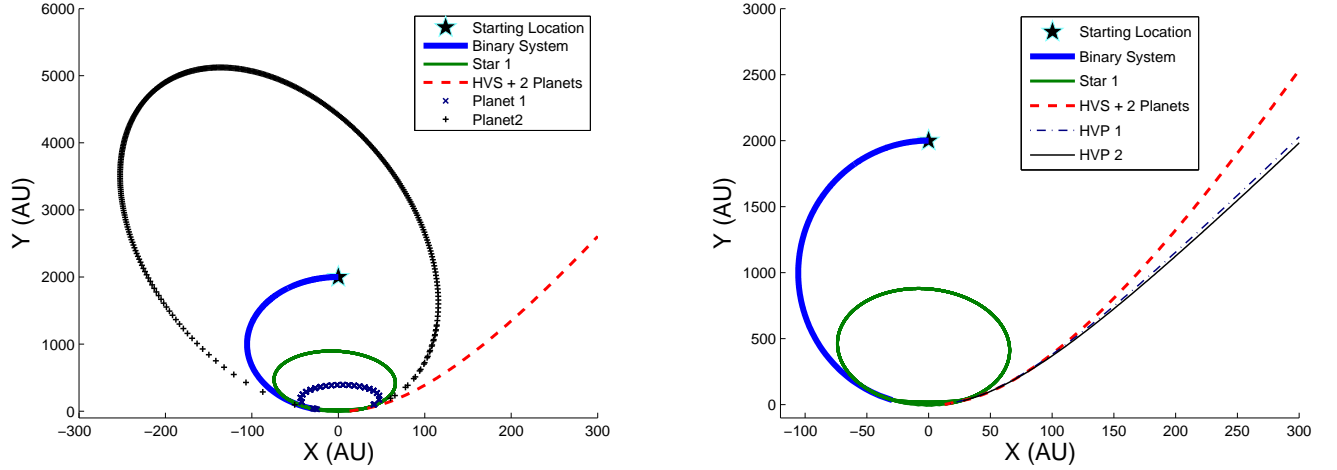 6000
5000
4000
3000
2000
1000
0
Y (AU)
−300
−200
−100
0
100
200
300
X (AU)
Starting Location
Binary System
Star 1
HVS + 2 Planets
Planet 1
Planet2
3000
2500
2000
1500
1000
500
0
Y (AU)
−100
−50
0
50
100
150
200
250
300
X (AU)
Starting Location
Binary System
Star 1
HVS + 2 Planets
HVP 1
HVP 2